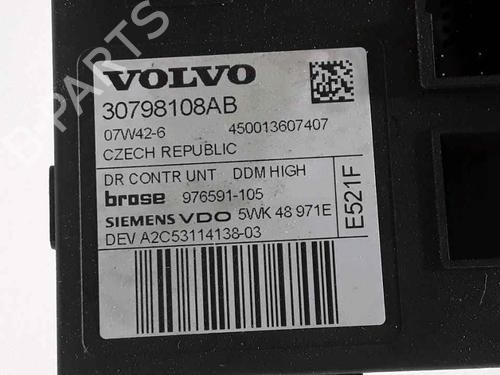 VOLVO
30798108AB
07W42-6 450013607407
CZECH REPUBLIC
DR CONTR UNT DDM HIGH
brose 976591-105
SIEMENS VDO 5WK 48 971E
DEV A2C53114138-03
E521F
B-PARTS